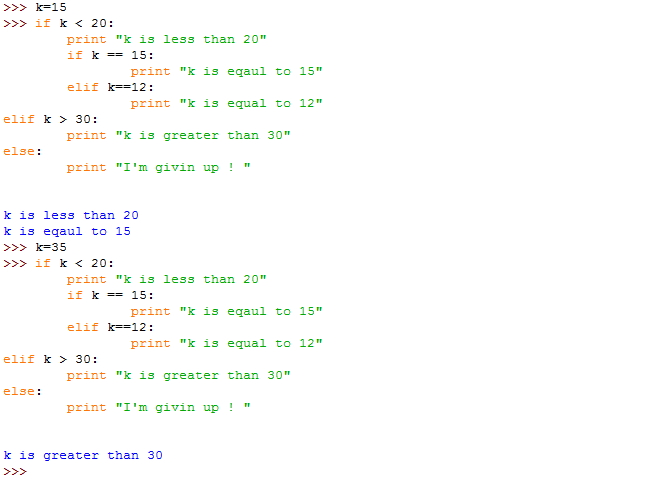 >>> k=15
>>> if k < 20:
        print "k is less than 20"
        if k == 15:
                print "k is eqaul to 15"
        elif k==12:
                print "k is equal to 12"
elif k > 30:
        print "k is greater than 30"
else:
        print "I'm givin up ! "
k is less than 20
k is eqaul to 15
>>> k=35
>>> if k < 20:
        print "k is less than 20"
        if k == 15:
                print "k is eqaul to 15"
        elif k==12:
                print "k is equal to 12"
elif k > 30:
        print "k is greater than 30"
else:
        print "I'm givin up ! "
k is greater than 30
>>>